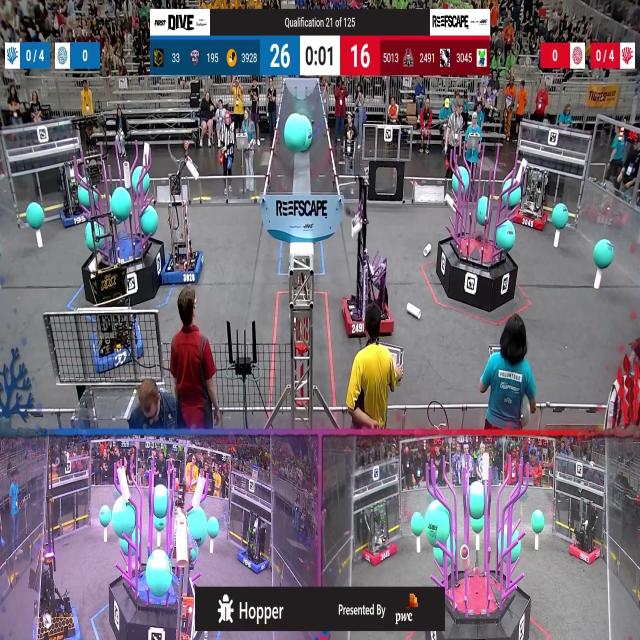 FIRST DIVE
Qualification 21 of 125
REEFSCAPE
0 / 4
0
33
195
3928
26
0:01
16
5013
2491
3045
0
0 / 4
REEFSCAPE
3928
2491
3045
VOLUNTEER
Hopper
Presented By
pwc